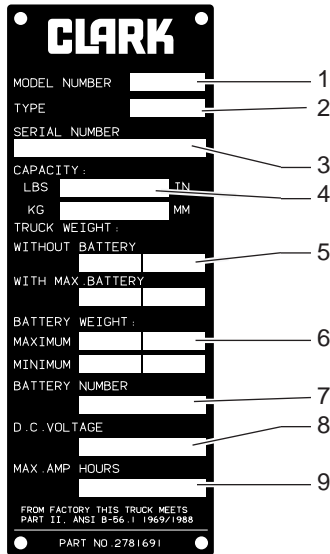 CLARK
MODEL NUMBER 1
TYPE 2
SERIAL NUMBER
3
CAPACITY:
LBS IN 4
KG MM
TRUCK WEIGHT:
WITHOUT BATTERY
5
WITH MAX.BATTERY
BATTERY WEIGHT:
MAXIMUM 6
MINIMUM
BATTERY NUMBER
7
D.C.VOLTAGE
8
MAX.AMP HOURS
9
FROM FACTORY THIS TRUCK MEETS
PART II. ANSI B-56.1 1969/1988
PART NO.2781691